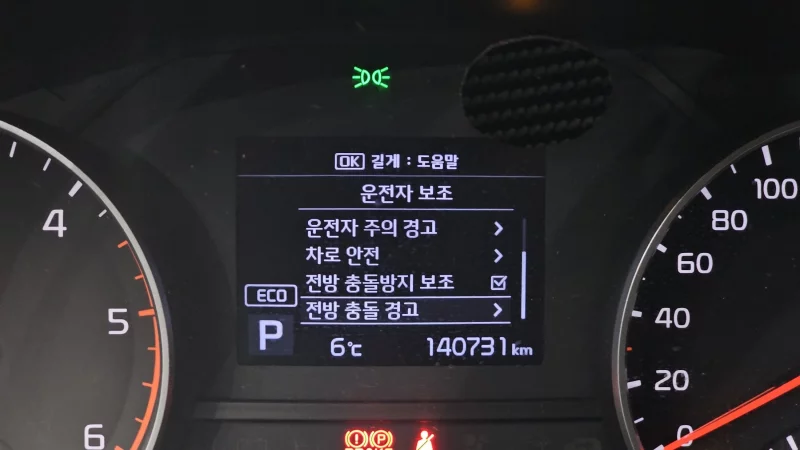 OK 길게 : 도움말
운전자 보조
운전자 주의 경고
차로 안전
전방 충돌방지 보조
전방 충돌 경고
ECO
P
6℃ 140731 km
4
5
6
100
80
60
40
20
0
(!) (P)